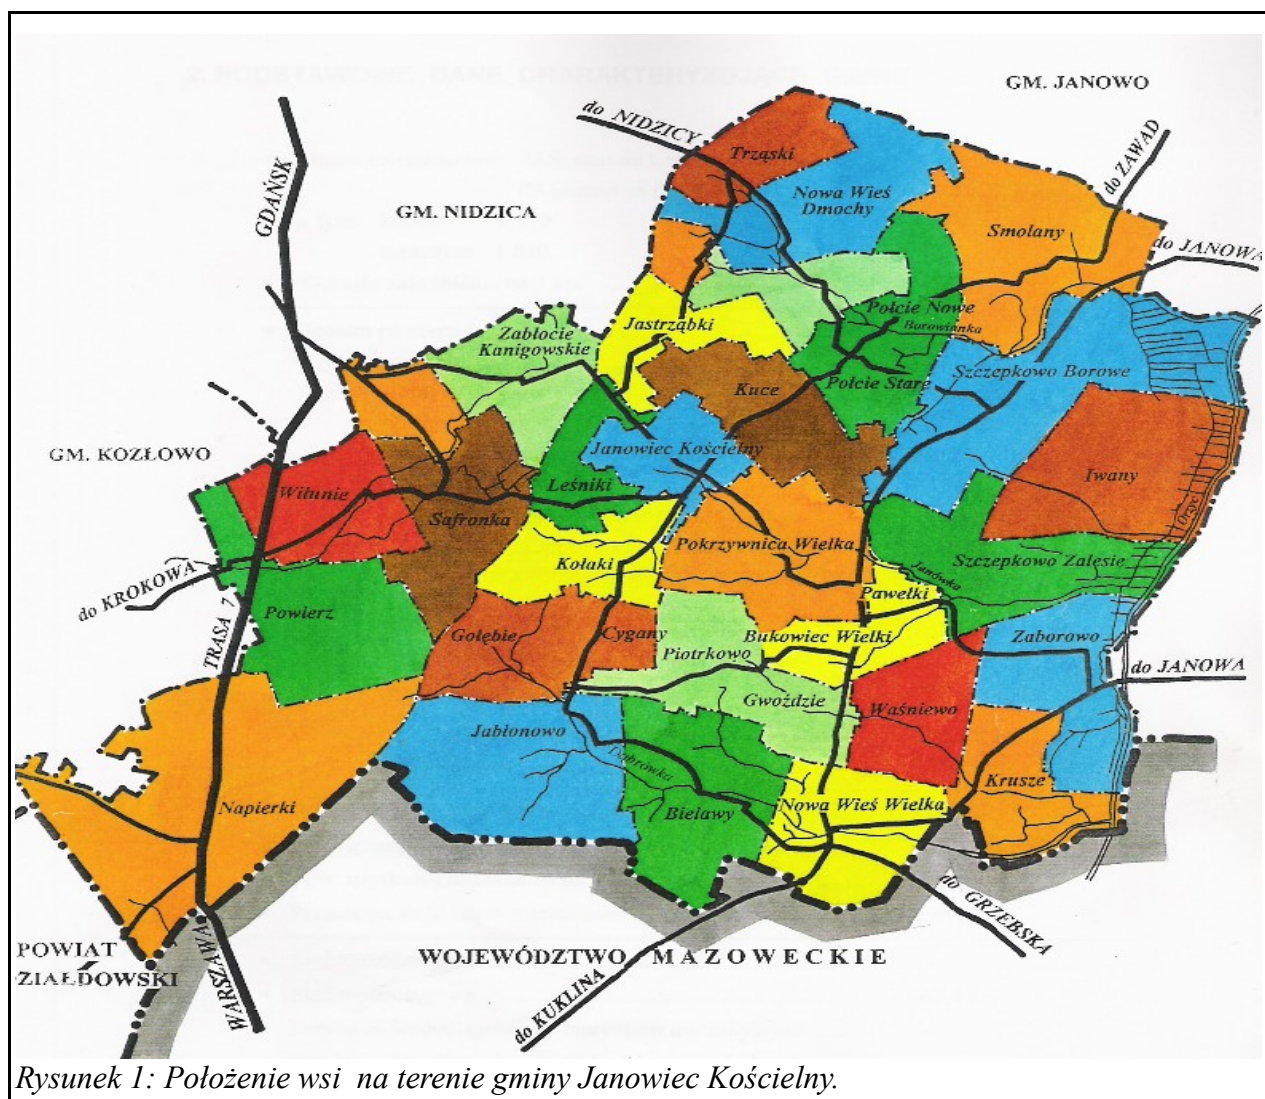 GM. JANOWO
do NIDZICY
do ZAWAD
GDAŃSK
GM. NIDZICA
Trząski
Nowa Wieś
Dmochy
Smolany
do JANOWA
Połcie Nowe
Borowianka
Jastrząbki
Zabłocie
Kanigowskie
Kuce
Połcie Stare
Szczepkowo Borowe
Janowiec Kościelny
GM. KOZŁOWO
Wiłunie
Leśniki
Iwany
Orzyc
Safronka
Pokrzywnica Wielka
Kołaki
Szczepkowo Zalesie
Janówka
Pawełki
do KROKOWA
Powierz
TRASA 7
Gołębie
Cygany
Piotrkowo
Bukowiec Wielki
Zaborowo
do JANOWA
Gwoździe
Waśniewo
Jabłonowo
Dąbrówka
Krusze
Napierki
Bielawy
Nowa Wieś Wielka
do GRZEBSKA
POWIAT
ZIAŁDOWSKI
WARSZAWA
WOJEWÓDZTWO MAZOWECKIE
do KUKLINA
Rysunek 1: Położenie wsi na terenie gminy Janowiec Kościelny.